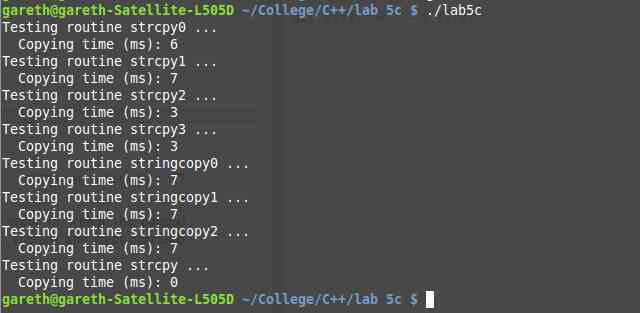 gareth@gareth-Satellite-L505D ~/College/C++/lab 5c $ ./lab5c
Testing routine strcpy0 ...
  Copying time (ms): 6
Testing routine strcpy1 ...
  Copying time (ms): 7
Testing routine strcpy2 ...
  Copying time (ms): 3
Testing routine strcpy3 ...
  Copying time (ms): 3
Testing routine stringcopy0 ...
  Copying time (ms): 7
Testing routine stringcopy1 ...
  Copying time (ms): 7
Testing routine stringcopy2 ...
  Copying time (ms): 7
Testing routine strcpy ...
  Copying time (ms): 0
gareth@gareth-Satellite-L505D ~/College/C++/lab 5c $